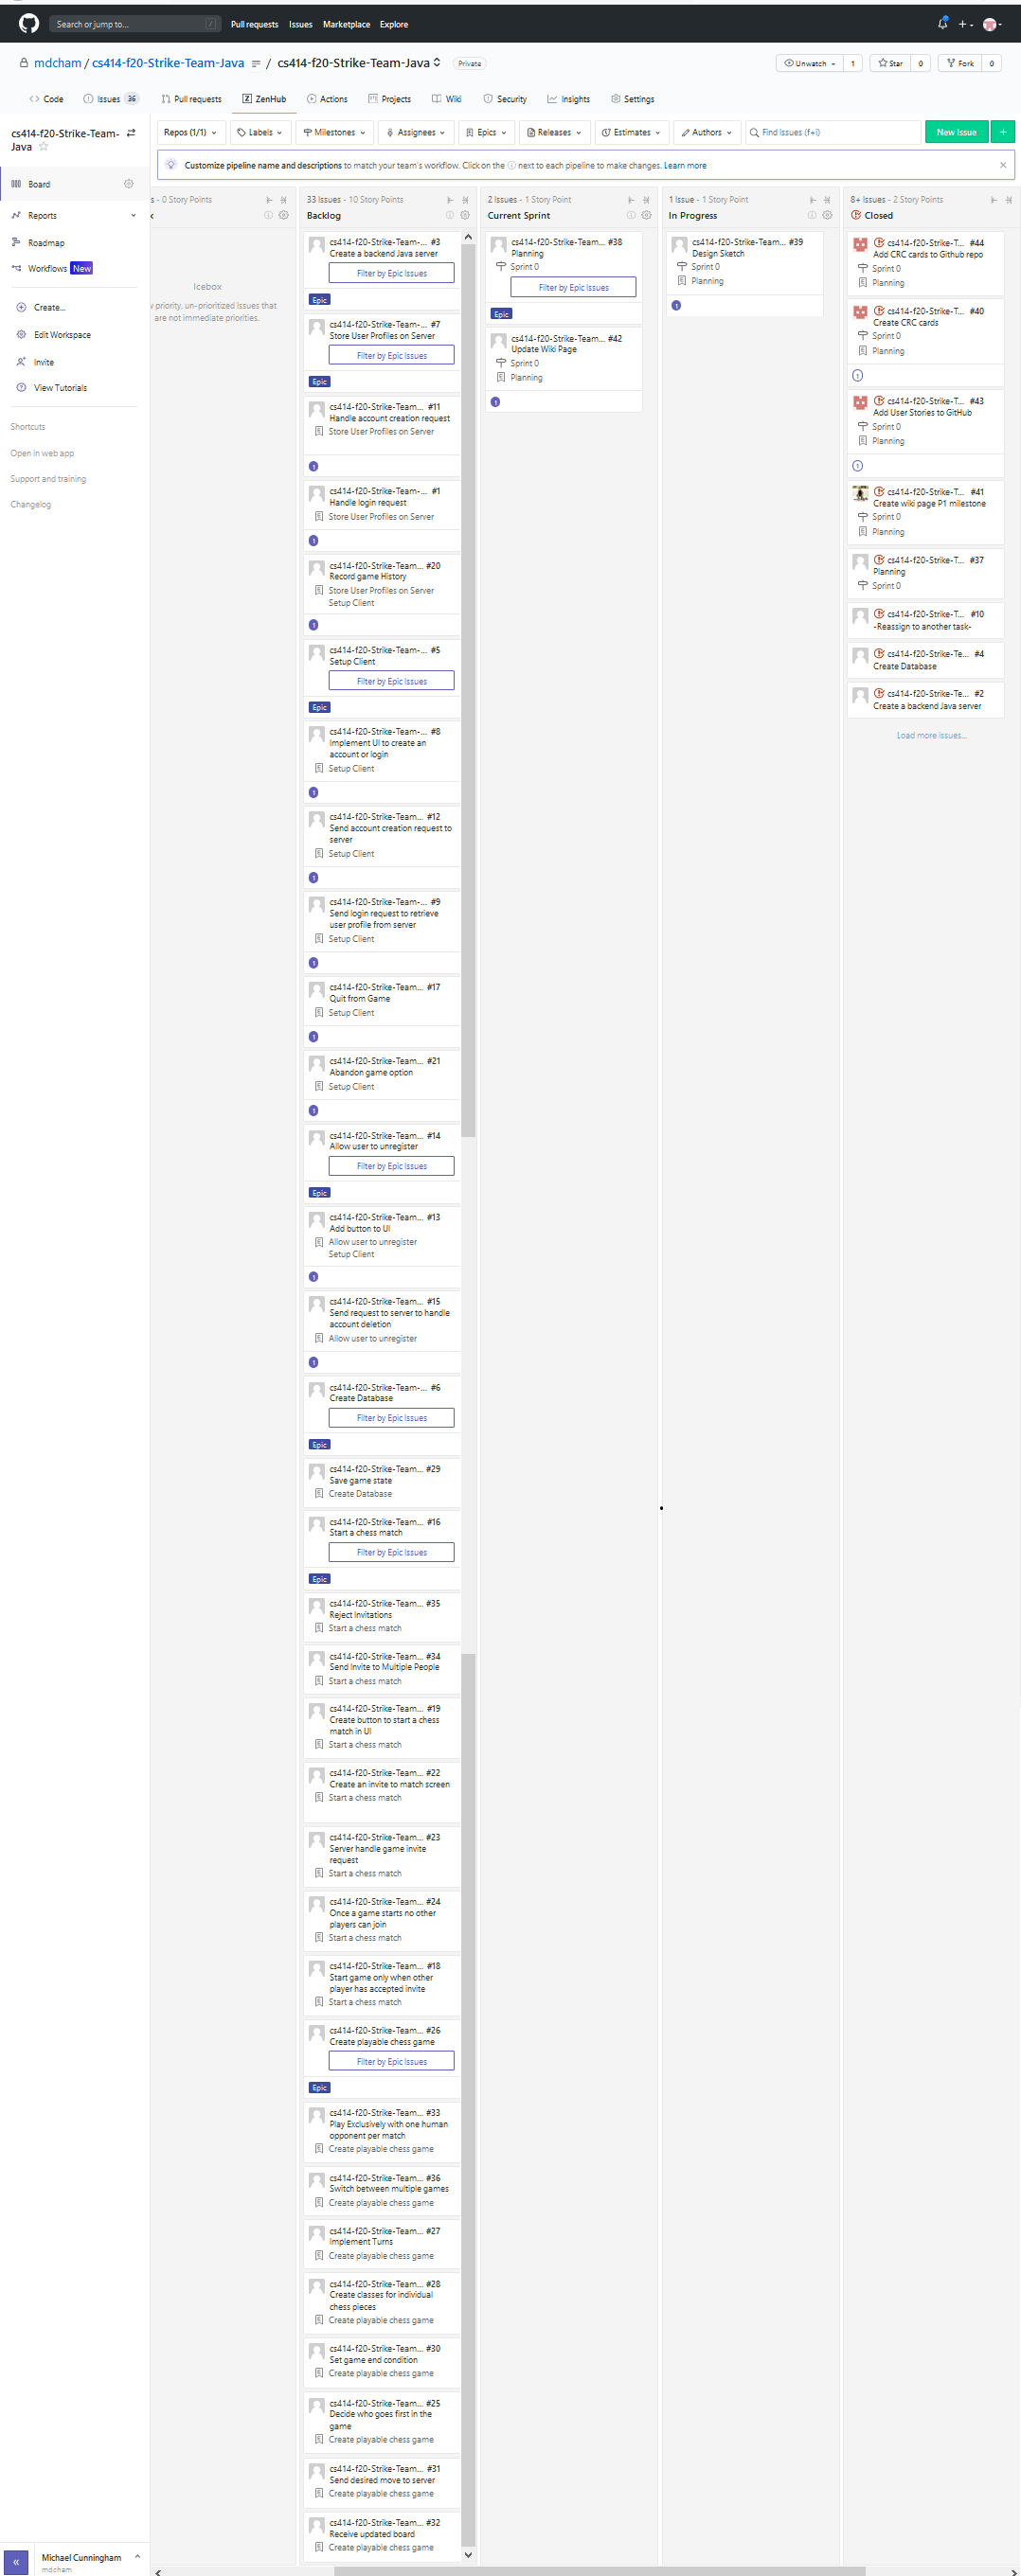 Search or jump to...
/
Pull requests
Issues
Marketplace
Explore
mdcham / cs414-f20-Strike-Team-Java / cs414-f20-Strike-Team-Java
Private
Unwatch 1
Star 0
Fork 0
Code
Issues 36
Pull requests
ZenHub
Actions
Projects
Wiki
Security
Insights
Settings
cs414-f20-Strike-Team-
Java
Board
Reports
Roadmap
Workflows New
Create...
Edit Workspace
Invite
View Tutorials
Shortcuts
Open in web app
Support and training
Changelog
Michael Cunningham
mdcham
Repos (1/1)
Labels
Milestones
Assignees
Epics
Releases
Estimates
Authors
Find Issues (f+i)
New Issue
+
Customize pipeline name and descriptions to match your team's workflow. Click on the ⓘ next to each pipeline to make changes. Learn more
s - 0 Story Points
Icebox
priority, un-prioritized Issues that
are not immediate priorities.
33 Issues - 10 Story Points
Backlog
cs414-f20-Strike-Team-... #3
Create a backend Java server
Filter by Epic Issues
Epic
cs414-f20-Strike-Team-... #7
Store User Profiles on Server
Filter by Epic Issues
Epic
cs414-f20-Strike-Team... #11
Handle account creation request
Store User Profiles on Server
1
cs414-f20-Strike-Team-... #1
Handle login request
Store User Profiles on Server
1
cs414-f20-Strike-Team... #20
Record game History
Store User Profiles on Server
Setup Client
1
cs414-f20-Strike-Team-... #5
Setup Client
Filter by Epic Issues
Epic
cs414-f20-Strike-Team-... #8
Implement UI to create an
account or login
Setup Client
1
cs414-f20-Strike-Team... #12
Send account creation request to
server
Setup Client
1
cs414-f20-Strike-Team-... #9
Send login request to retrieve
user profile from server
Setup Client
1
cs414-f20-Strike-Team... #17
Quit from Game
Setup Client
1
cs414-f20-Strike-Team... #21
Abandon game option
Setup Client
1
cs414-f20-Strike-Team... #14
Allow user to unregister
Filter by Epic Issues
Epic
cs414-f20-Strike-Team... #13
Add button to UI
Allow user to unregister
Setup Client
1
cs414-f20-Strike-Team... #15
Send request to server to handle
account deletion
Allow user to unregister
1
cs414-f20-Strike-Team-... #6
Create Database
Filter by Epic Issues
Epic
cs414-f20-Strike-Team... #29
Save game state
Create Database
cs414-f20-Strike-Team... #16
Start a chess match
Filter by Epic Issues
Epic
cs414-f20-Strike-Team... #35
Reject Invitations
Start a chess match
cs414-f20-Strike-Team... #34
Send Invite to Multiple People
Start a chess match
cs414-f20-Strike-Team... #19
Create button to start a chess
match in UI
Start a chess match
cs414-f20-Strike-Team... #22
Create an invite to match screen
Start a chess match
cs414-f20-Strike-Team... #23
Server handle game invite
request
Start a chess match
cs414-f20-Strike-Team... #24
Once a game starts no other
players can join
Start a chess match
cs414-f20-Strike-Team... #18
Start game only when other
player has accepted invite
Start a chess match
cs414-f20-Strike-Team... #26
Create playable chess game
Filter by Epic Issues
Epic
cs414-f20-Strike-Team... #33
Play Exclusively with one human
opponent per match
Create playable chess game
cs414-f20-Strike-Team... #36
Switch between multiple games
Create playable chess game
cs414-f20-Strike-Team... #27
Implement Turns
Create playable chess game
cs414-f20-Strike-Team... #28
Create classes for individual
chess pieces
Create playable chess game
cs414-f20-Strike-Team... #30
Set game end condition
Create playable chess game
cs414-f20-Strike-Team... #25
Decide who goes first in the
game
Create playable chess game
cs414-f20-Strike-Team... #31
Send desired move to server
Create playable chess game
cs414-f20-Strike-Team... #32
Receive updated board
Create playable chess game
2 Issues - 1 Story Point
Current Sprint
cs414-f20-Strike-Team... #38
Planning
Sprint 0
Filter by Epic Issues
Epic
cs414-f20-Strike-Team... #42
Update Wiki Page
Sprint 0
Planning
1
1 Issue - 1 Story Point
In Progress
cs414-f20-Strike-Team... #39
Design Sketch
Sprint 0
Planning
1
8+ Issues - 2 Story Points
Closed
cs414-f20-Strike-T... #44
Add CRC cards to Github repo
Sprint 0
Planning
cs414-f20-Strike-T... #40
Create CRC cards
Sprint 0
Planning
1
cs414-f20-Strike-T... #43
Add User Stories to GitHub
Sprint 0
Planning
1
cs414-f20-Strike-T... #41
Create wiki page P1 milestone
Sprint 0
Planning
cs414-f20-Strike-T... #37
Planning
Sprint 0
cs414-f20-Strike-T... #10
-Reassign to another task-
cs414-f20-Strike-Te... #4
Create Database
cs414-f20-Strike-Te... #2
Create a backend Java server
Load more issues...